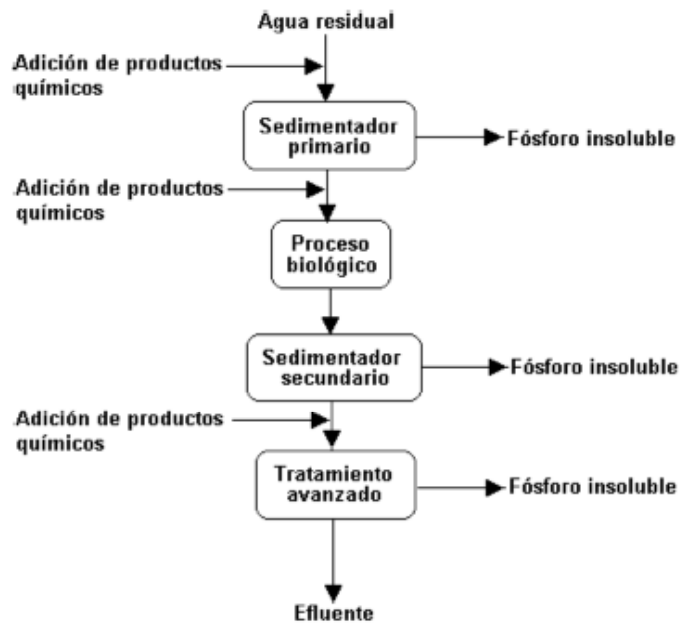 Agua residual
Adición de productos
químicos
Sedimentador
primario
Fósforo insoluble
Adición de productos
químicos
Proceso
biológico
Sedimentador
secundario
Fósforo insoluble
Adición de productos
químicos
Tratamiento
avanzado
Fósforo insoluble
Efluente